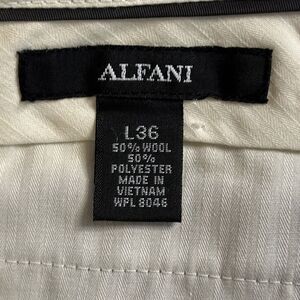 ALFANI
L36
50% WOOL
50%
POLYESTER
MADE IN
VIETNAM
WPL 8046